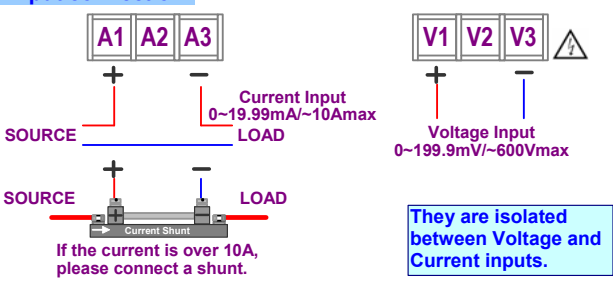 A1 A2 A3
+ −
Current Input
0~19.99mA/~10Amax
SOURCE
LOAD
+ −
SOURCE
LOAD
+ −
Current Shunt
If the current is over 10A,
please connect a shunt.
V1 V2 V3
+ −
Voltage Input
0~199.9mV/~600Vmax
They are isolated
between Voltage and
Current inputs.